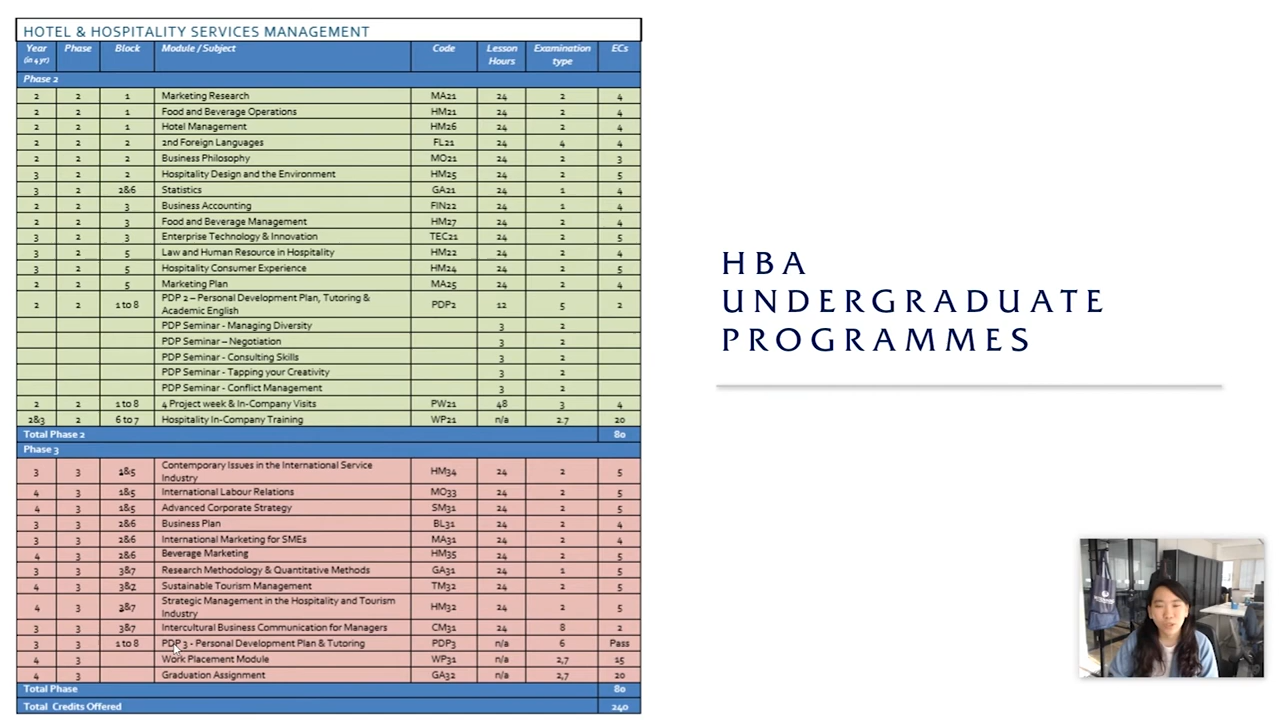 HOTEL & HOSPITALITY SERVICES MANAGEMENT
Year Phase Block Module / Subject Code Lesson Examination ECs
(in 4 yr) Hours type
Phase 2
2 2 1 Marketing Research MA21 24 2 4
2 2 1 Food and Beverage Operations HM21 24 2 4
2 2 1 Hotel Management HM26 24 2 4
2 2 2 2nd Foreign Languages FL21 24 4 4
2 2 2 Business Philosophy MO21 24 2 3
3 2 2 Hospitality Design and the Environment HM25 24 2 5
3 2 2&6 Statistics GA21 24 1 4
2 2 3 Business Accounting FIN22 24 1 4
2 2 3 Food and Beverage Management HM27 24 2 4
3 2 3 Enterprise Technology & Innovation TEC21 24 2 5
3 2 5 Law and Human Resource in Hospitality HM22 24 2 4
3 2 5 Hospitality Consumer Experience HM24 24 2 5
2 2 5 Marketing Plan MA25 24 2 4
2 2 1 to 8 PDP 2 – Personal Development Plan, Tutoring & PDP2 12 5 2
Academic English
PDP Seminar - Managing Diversity 3 2
PDP Seminar – Negotiation 3 2
PDP Seminar - Consulting Skills 3 2
PDP Seminar - Tapping your Creativity 3 2
PDP Seminar - Conflict Management 3 2
2 2 1 to 8 4 Project week & In-Company Visits PW21 48 3 4
2&3 2 6 to 7 Hospitality In-Company Training WP21 n/a 2.7 20
Total Phase 2 80
Phase 3
3 3 1&5 Contemporary Issues in the International Service HM34 24 2 5
Industry
4 3 1&5 International Labour Relations MO33 24 2 5
4 3 1&5 Advanced Corporate Strategy SM31 24 2 5
3 3 2&6 Business Plan BL31 24 2 4
3 3 2&6 International Marketing for SMEs MA31 24 2 4
4 3 2&6 Beverage Marketing HM35 24 2 5
3 3 3&7 Research Methodology & Quantitative Methods GA31 24 1 5
4 3 3&7 Sustainable Tourism Management TM32 24 2 5
4 3 3&7 Strategic Management in the Hospitality and Tourism HM32 24 2 5
Industry
3 3 3&7 Intercultural Business Communication for Managers CM31 24 8 2
3 3 1 to 8 PDP 3 - Personal Development Plan & Tutoring PDP3 n/a 6 Pass
4 3 Work Placement Module WP31 n/a 2,7 15
4 3 Graduation Assignment GA32 n/a 2,7 20
Total Phase 80
Total Credits Offered 240
HBA
UNDERGRADUATE
PROGRAMMES